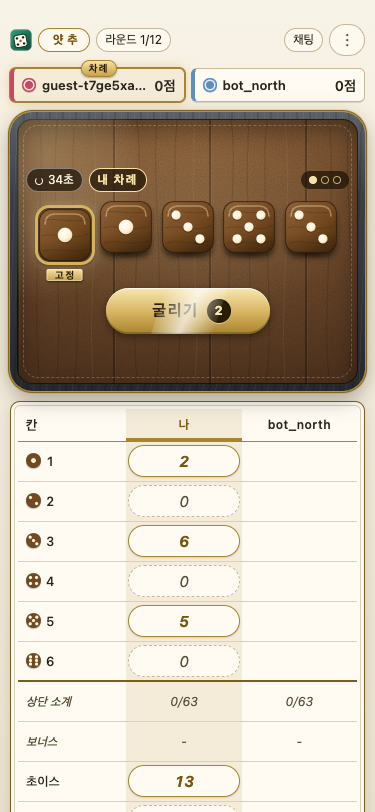 얏 추 라운드 1/12 채팅
차례
guest-t7ge5xa... 0점 bot_north 0점
34초 내 차례
고정
굴리기 2
칸 나 bot_north
1 2
2 0
3 6
4 0
5 5
6 0
상단 소계 0/63 0/63
보너스 - -
초이스 13